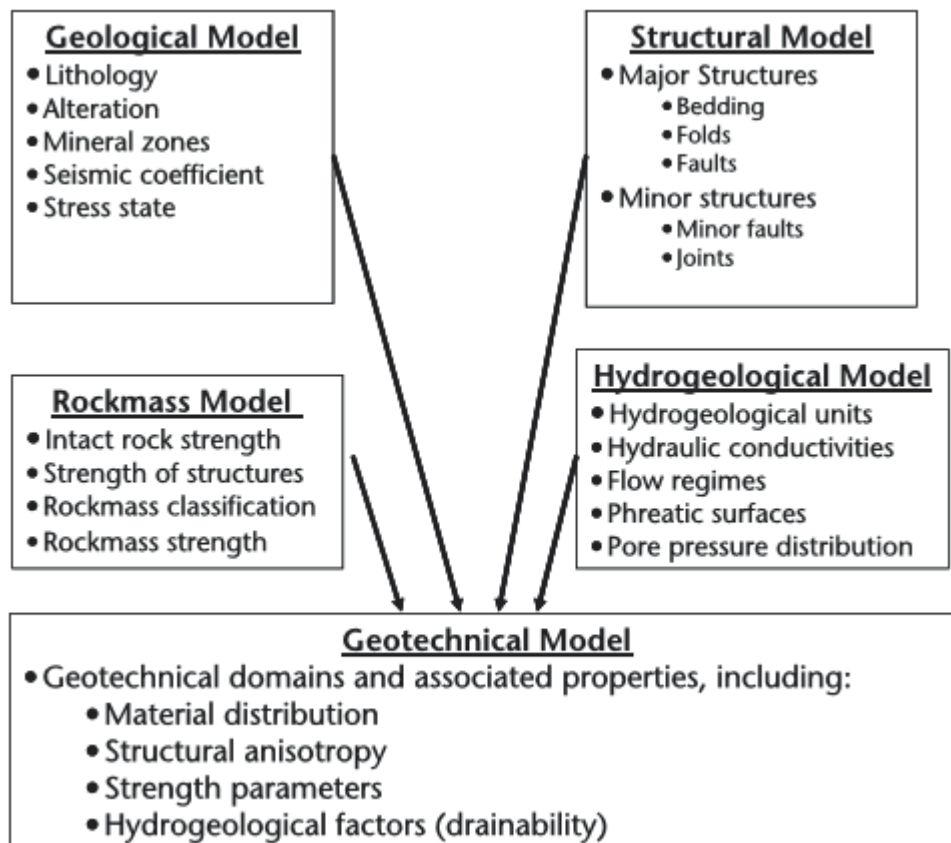 Geological Model
• Lithology
• Alteration
• Mineral zones
• Seismic coefficient
• Stress state
Structural Model
• Major Structures
• Bedding
• Folds
• Faults
• Minor structures
• Minor faults
• Joints
Rockmass Model
• Intact rock strength
• Strength of structures
• Rockmass classification
• Rockmass strength
Hydrogeological Model
• Hydrogeological units
• Hydraulic conductivities
• Flow regimes
• Phreatic surfaces
• Pore pressure distribution
Geotechnical Model
• Geotechnical domains and associated properties, including:
• Material distribution
• Structural anisotropy
• Strength parameters
• Hydrogeological factors (drainability)